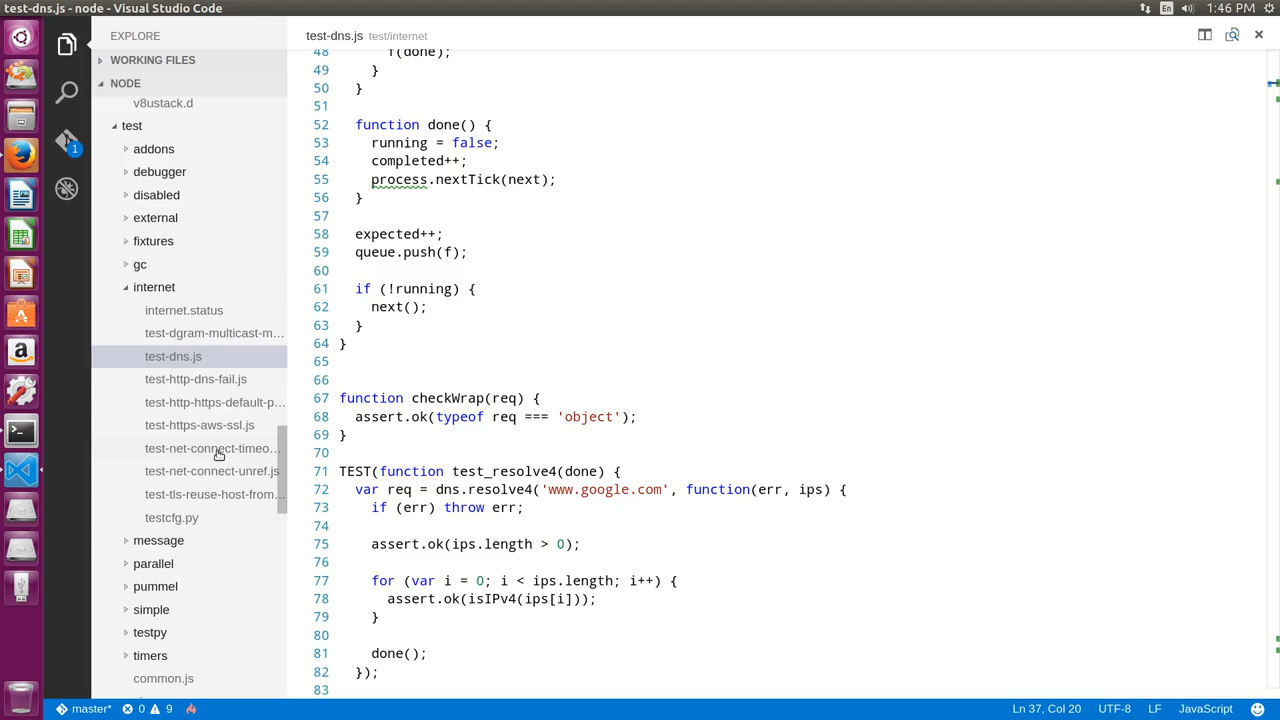 test-dns.js - node - Visual Studio Code
En
1:46 PM
EXPLORE
WORKING FILES
NODE
v8ustack.d
test
addons
debugger
disabled
external
fixtures
gc
internet
internet.status
test-dgram-multicast-m...
test-dns.js
test-http-dns-fail.js
test-http-https-default-p...
test-https-aws-ssl.js
test-net-connect-timeo...
test-net-connect-unref.js
test-tls-reuse-host-from...
testcfg.py
message
parallel
pummel
simple
testpy
timers
common.js
1
test-dns.js test/internet
48 f(done);
49 }
50 }
51
52 function done() {
53 running = false;
54 completed++;
55 process.nextTick(next);
56 }
57
58 expected++;
59 queue.push(f);
60
61 if (!running) {
62 next();
63 }
64 }
65
66
67 function checkWrap(req) {
68 assert.ok(typeof req === 'object');
69 }
70
71 TEST(function test_resolve4(done) {
72 var req = dns.resolve4('www.google.com', function(err, ips) {
73 if (err) throw err;
74
75 assert.ok(ips.length > 0);
76
77 for (var i = 0; i < ips.length; i++) {
78 assert.ok(isIPv4(ips[i]));
79 }
80
81 done();
82 });
83
master* 0 9
Ln 37, Col 20 UTF-8 LF JavaScript